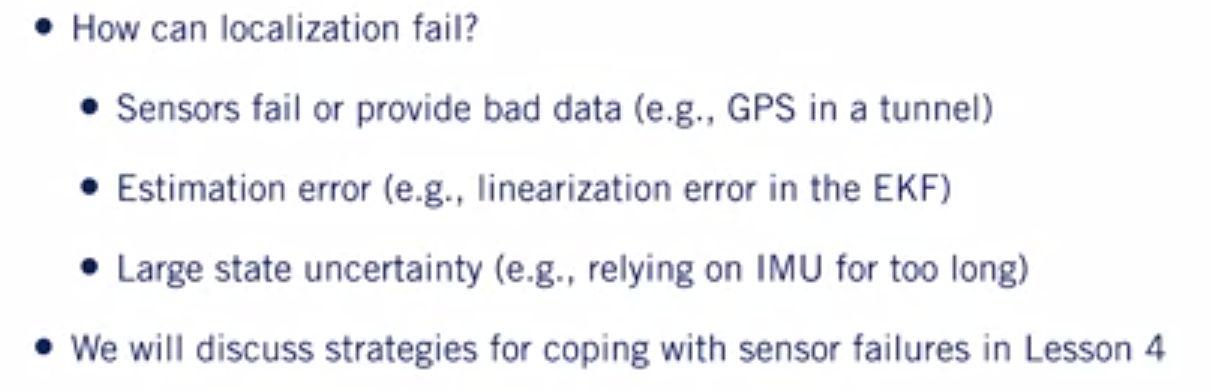 • How can localization fail?
• Sensors fail or provide bad data (e.g., GPS in a tunnel)
• Estimation error (e.g., linearization error in the EKF)
• Large state uncertainty (e.g., relying on IMU for too long)
• We will discuss strategies for coping with sensor failures in Lesson 4